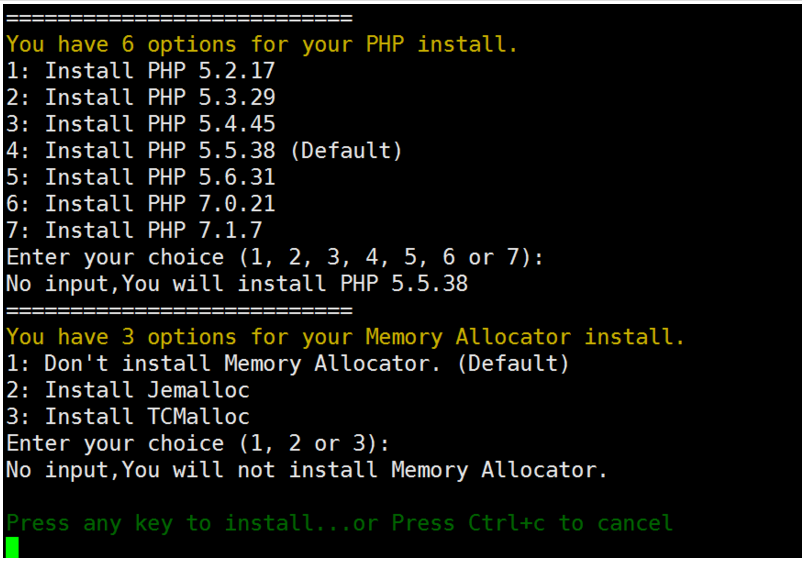 ===========================
You have 6 options for your PHP install.
1: Install PHP 5.2.17
2: Install PHP 5.3.29
3: Install PHP 5.4.45
4: Install PHP 5.5.38 (Default)
5: Install PHP 5.6.31
6: Install PHP 7.0.21
7: Install PHP 7.1.7
Enter your choice (1, 2, 3, 4, 5, 6 or 7):
No input,You will install PHP 5.5.38
===========================
You have 3 options for your Memory Allocator install.
1: Don't install Memory Allocator. (Default)
2: Install Jemalloc
3: Install TCMalloc
Enter your choice (1, 2 or 3):
No input,You will not install Memory Allocator.
Press any key to install...or Press Ctrl+c to cancel